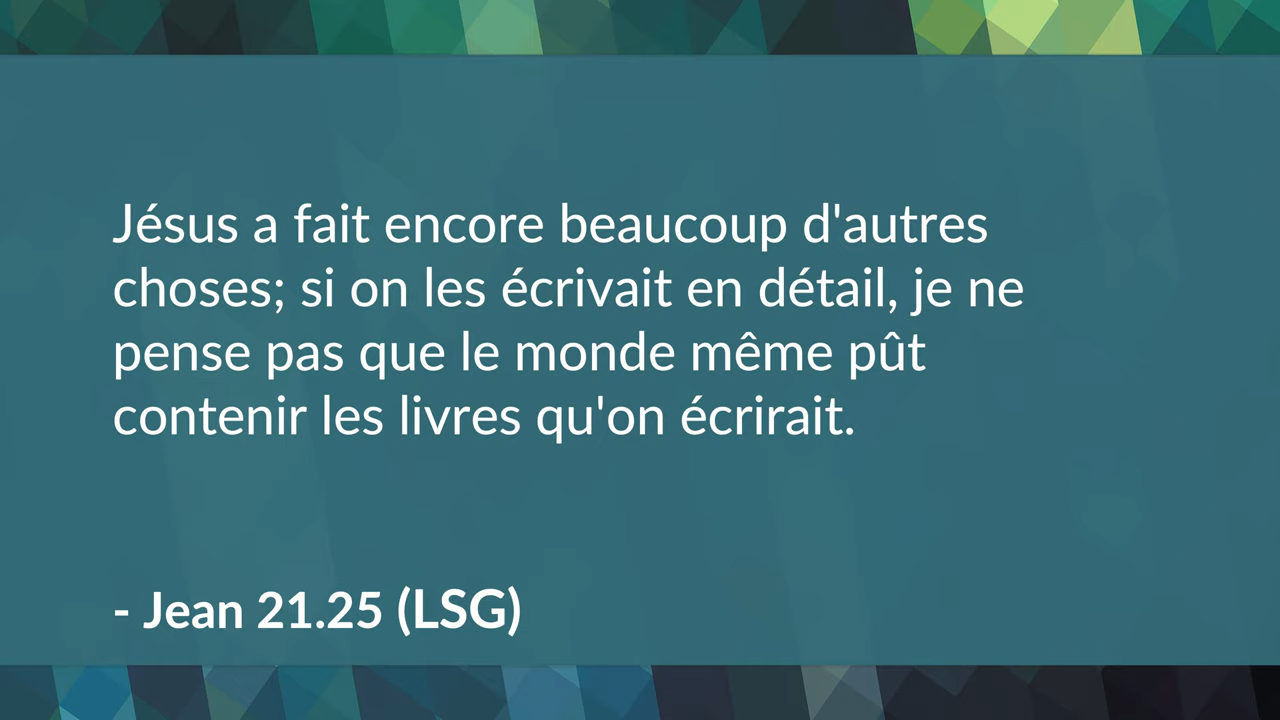 Jésus a fait encore beaucoup d'autres
choses; si on les écrivait en détail, je ne
pense pas que le monde même pût
contenir les livres qu'on écrirait.
- Jean 21.25 (LSG)